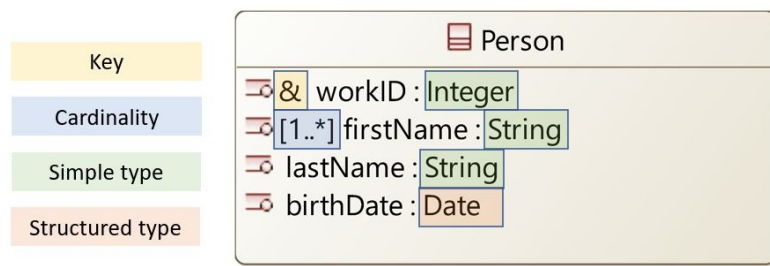 Key
Cardinality
Simple type
Structured type
Person
& workID : Integer
[1..*] firstName : String
lastName : String
birthDate : Date